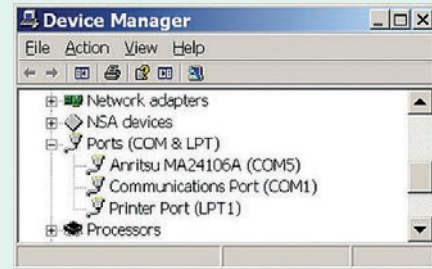 Device Manager
File Action View Help
Network adapters
NSA devices
Ports (COM & LPT)
Anritsu MA24106A (COM5)
Communications Port (COM1)
Printer Port (LPT1)
Processors